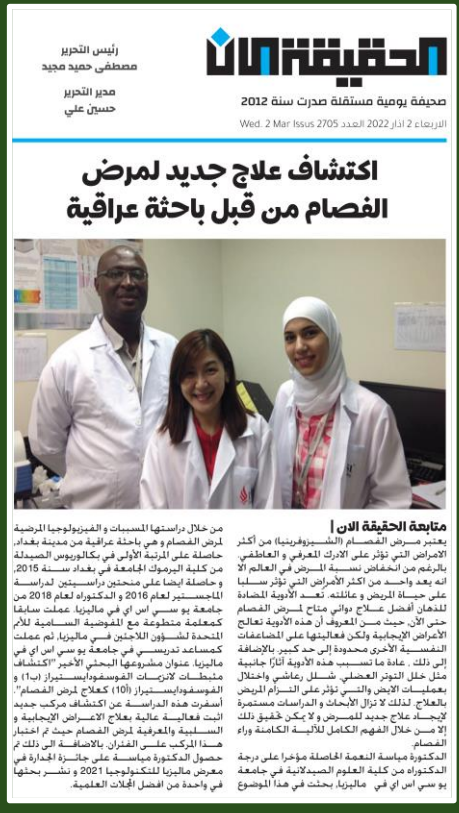 الحقيقة الان
صحيفة يومية مستقلة صدرت سنة 2012
الاربعاء 2 اذار 2022 العدد 2705 Wed. 2 Mar Issus
رئيس التحرير
مصطفى حميد مجيد
مدير التحرير
حسين علي
اكتشاف علاج جديد لمرض
الفصام من قبل باحثة عراقية
متابعة الحقيقة الان |
يعتبر مرض الفصام (الشيزوفرينيا) من أكثر
الامراض التي تؤثر على الادرك المعرفي و العاطفي.
بالرغم من انخفاض نسبة المرض في العالم الا
انه يعد واحد من اكثر الأمراض التي تؤثر سلبا
على حياة المريض و عائلته. تعد الأدوية المضادة
للذهان أفضل علاج دوائي متاح لمرض الفصام
حتى الآن، حيث من المعروف أن هذه الأدوية تعالج
الأعراض الإيجابية ولكن فعاليتها على المضاعفات
النفسية الأخرى محدودة إلى حد كبير. بالإضافة
إلى ذلك , عادة ما تسبب هذه الأدوية آثارًا جانبية
مثل خلل التوتر العضلي, شلل رعاشي واختلال
بعمليات الايض والتي تؤثر على التزام المريض
بالعلاج. لذلك لا تزال الأبحاث و الدراسات مستمرة
لإيجاد علاج جديد للمرض و لا يمكن تحقيق ذلك
إلا من خلال الفهم الكامل للآلية الكامنة وراء
الفصام.
الدكتورة مياسة النعمة الحاصلة مؤخرا على درجة
الدكتوراه من كلية العلوم الصيدلانية في جامعة
يو سي اس اي في ماليزيا, بحثت في هذا الموضوع
من خلال دراستها المسببات و الفيزيولوجيا المرضية
لمرض الفصام و هي باحثة عراقية من مدينة بغداد,
حاصلة على المرتبة الأولى في بكالوريوس الصيدلة
من كلية اليرموك الجامعة في بغداد سنة 2015,
و حاصلة ايضا على منحتين دراسيتين لدراسة
الماجستير لعام 2016 و الدكتوراه لعام 2018 من
جامعة يو سي اس اي في ماليزيا. عملت سابقا
كمعلمة متطوعة مع المفوضية السامية للأمم
المتحدة لشؤون اللاجئين في ماليزيا, ثم عملت
كمساعد تدريسي في جامعة يو سي اس اي في
ماليزيا. عنوان مشروعها البحثي الأخير "اكتشاف
مثبطات لانزيمات الفوسفودايستيراز (ب1) و
الفوسفودايستيراز (أ10) كعلاج لمرض الفصام".
أسفرت هذه الدراسة عن اكتشاف مركب جديد
اثبت فعالية عالية بعلاج الاعراض الإيجابية و
السلبية والمعرفية لمرض الفصام حيث تم اختبار
هذا المركب على الفئران. بالاضافة الى ذلك تم
حصول الدكتورة مياسة على جائزة الجدارة في
معرض ماليزيا للتكنولوجيا 2021 و نشر بحثها
في واحدة من افضل المجلات العلمية.